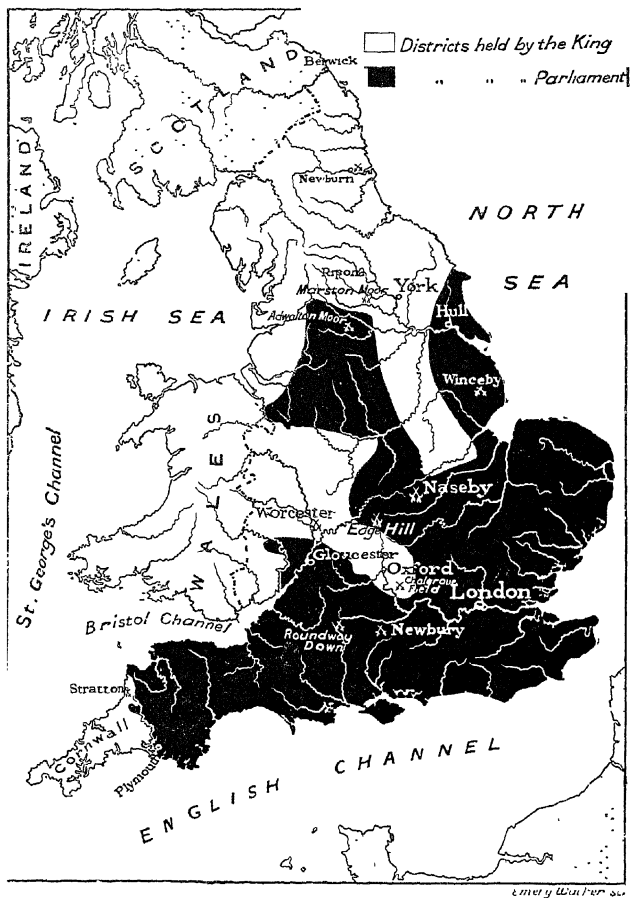 Districts held by the King
" " " Parliament
SCOTLAND
Berwick
Newburn
IRELAND
NORTH
SEA
Ripon
Marston Moor
York
IRISH SEA
Adwalton Moor
Hull
Winceby
WALES
St. George's Channel
Naseby
Worcester
Edge Hill
Gloucester
Oxford
Chalgrove
Field
London
Bristol Channel
Roundway
Down
Newbury
Stratton
Cornwall
Plymouth
ENGLISH CHANNEL
Emery Walker sc.